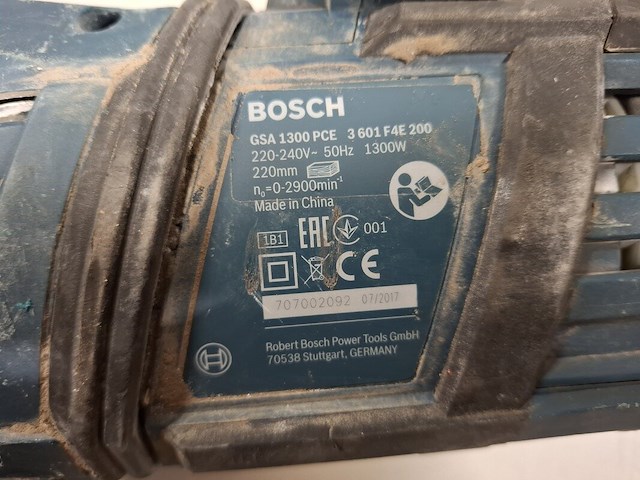 BOSCH
GSA 1300 PCE 3 601 F4E 200
220-240V~ 50Hz 1300W
220mm
n₀=0-2900min⁻¹
Made in China
1B1 EAC 001
CE
707002092 07/2017
Robert Bosch Power Tools GmbH
70538 Stuttgart, GERMANY